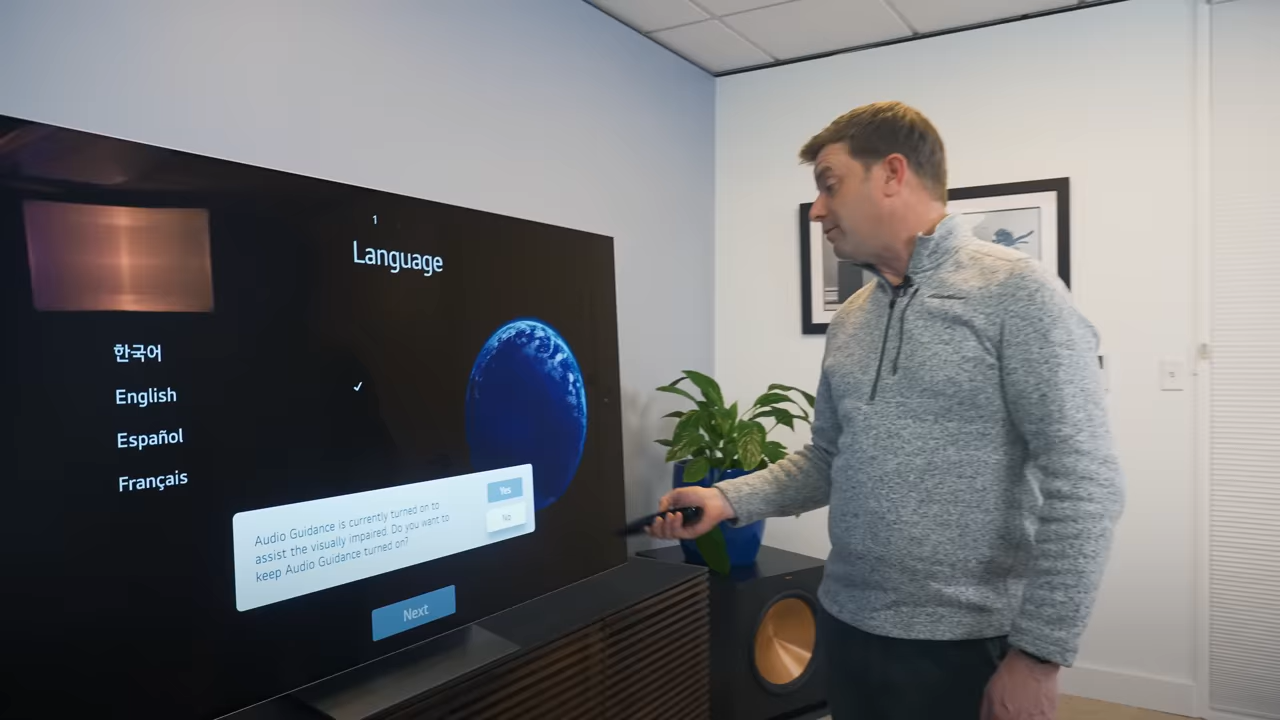 1
Language
한국어
English
Español
Français
Audio Guidance is currently turned on to
assist the visually impaired. Do you want to
keep Audio Guidance turned on?
Yes
No
Next